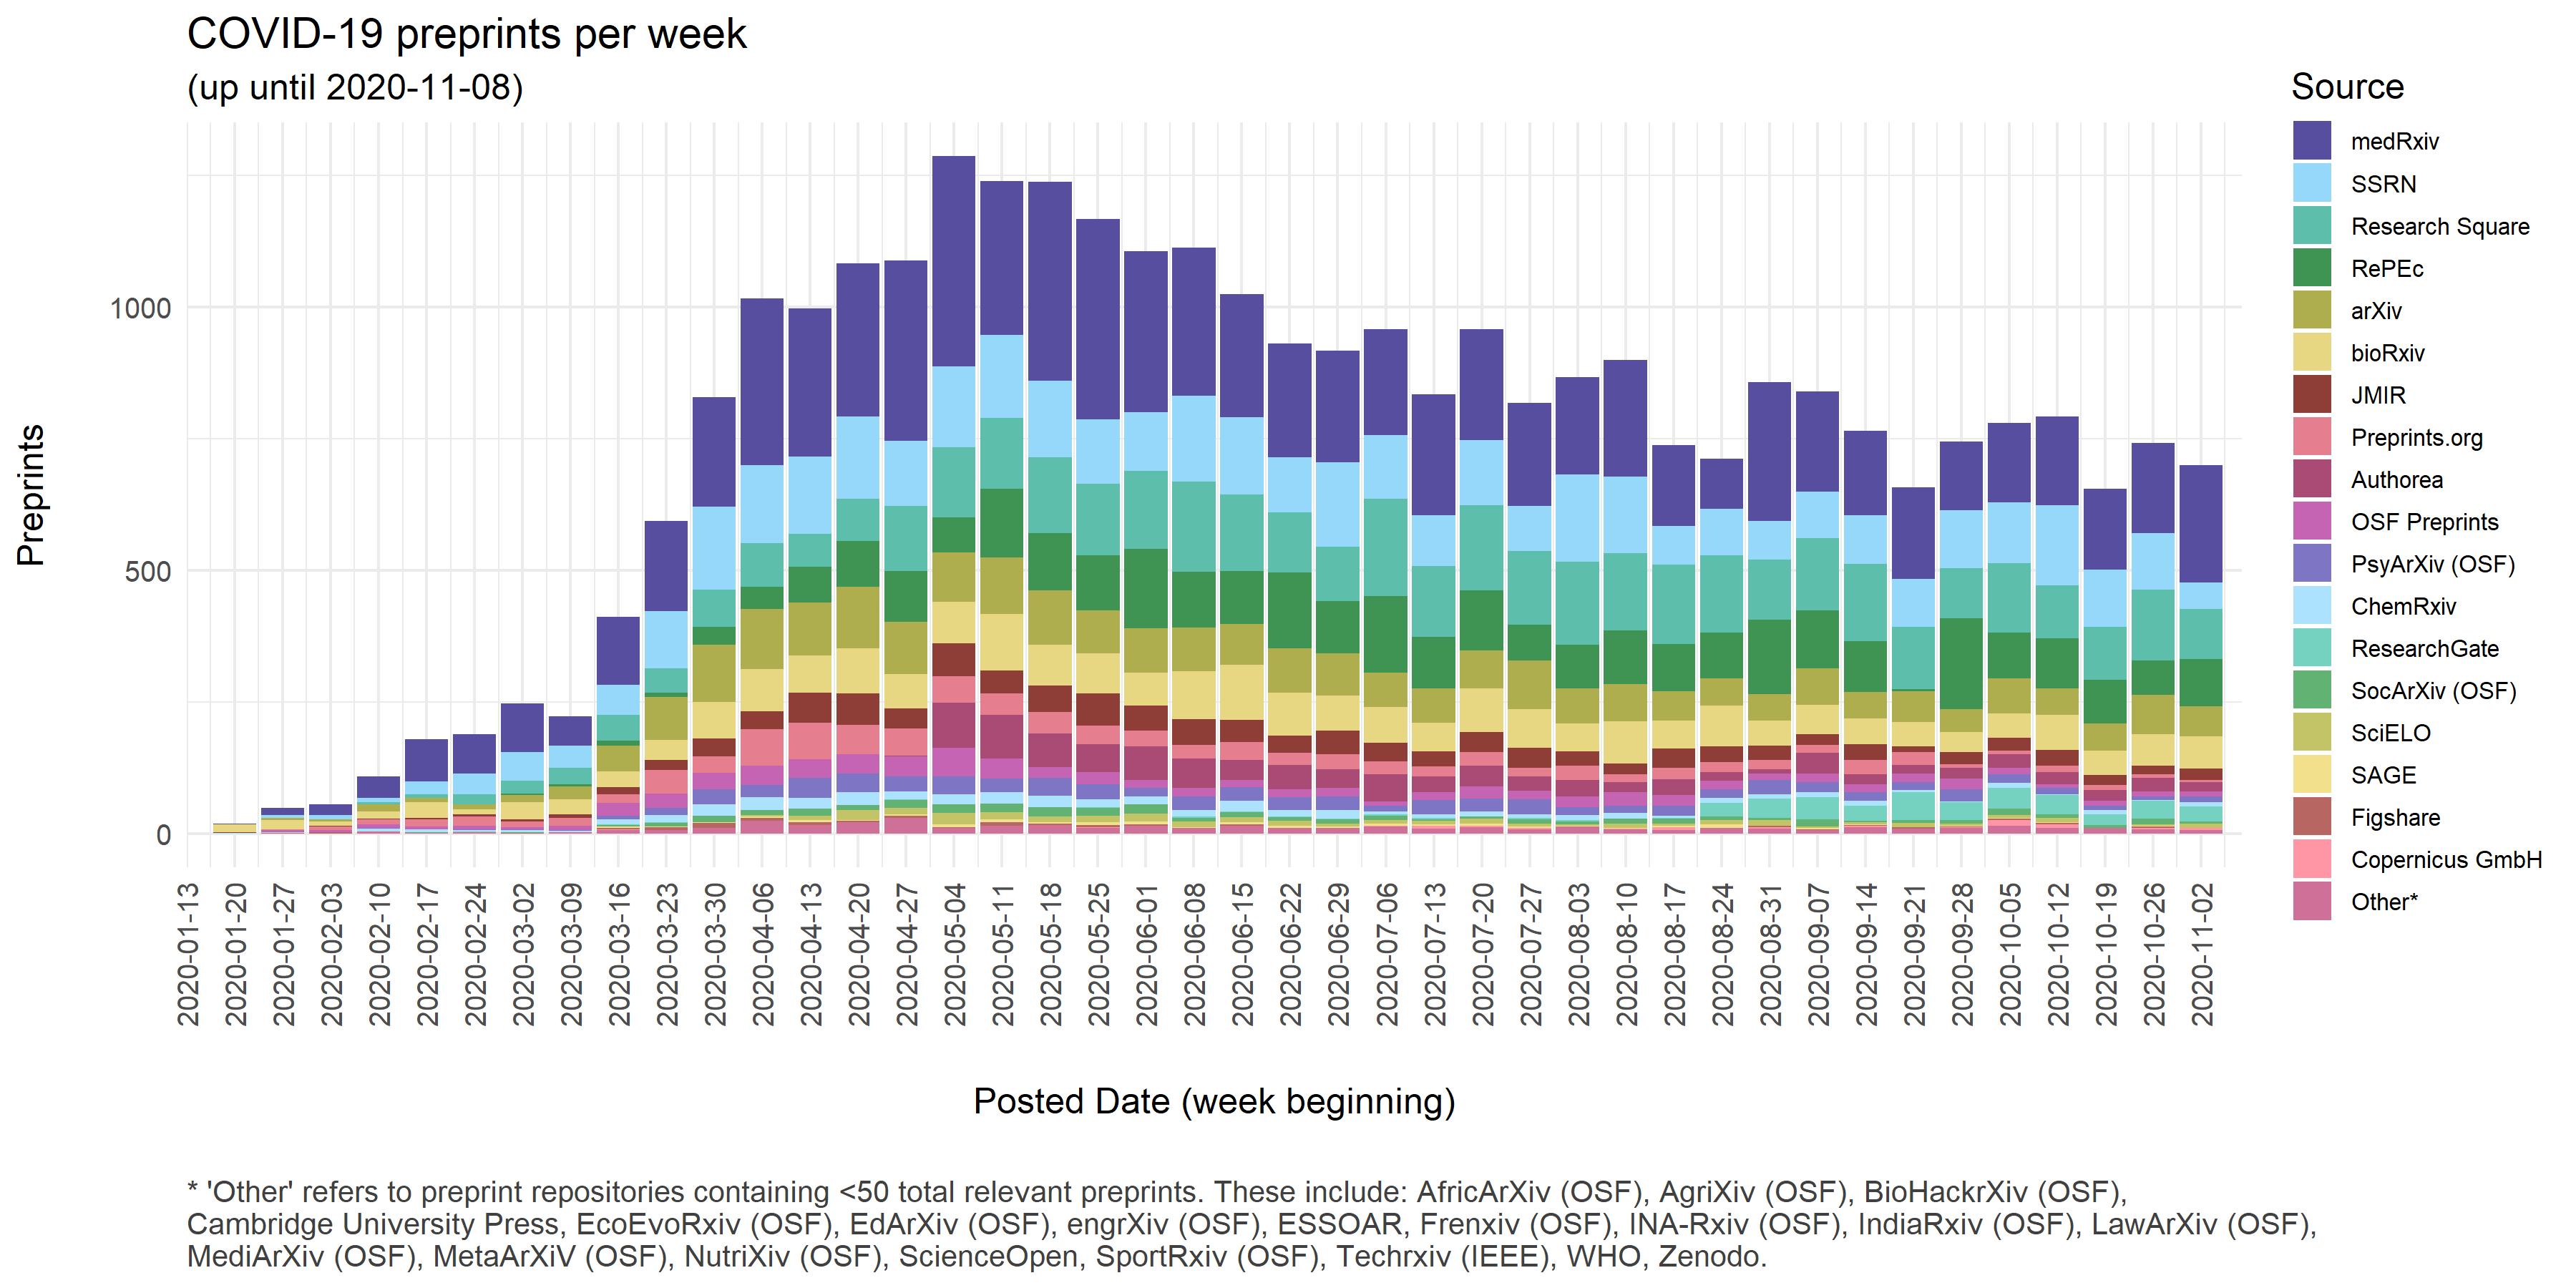 COVID-19 preprints per week
(up until 2020-11-08)
Source
medRxiv
SSRN
Research Square
RePEc
arXiv
bioRxiv
JMIR
Preprints.org
Authorea
OSF Preprints
PsyArXiv (OSF)
ChemRxiv
ResearchGate
SocArXiv (OSF)
SciELO
SAGE
Figshare
Copernicus GmbH
Other*
Preprints
1000
500
0
2020-01-13
2020-01-20
2020-01-27
2020-02-03
2020-02-10
2020-02-17
2020-02-24
2020-03-02
2020-03-09
2020-03-16
2020-03-23
2020-03-30
2020-04-06
2020-04-13
2020-04-20
2020-04-27
2020-05-04
2020-05-11
2020-05-18
2020-05-25
2020-06-01
2020-06-08
2020-06-15
2020-06-22
2020-06-29
2020-07-06
2020-07-13
2020-07-20
2020-07-27
2020-08-03
2020-08-10
2020-08-17
2020-08-24
2020-08-31
2020-09-07
2020-09-14
2020-09-21
2020-09-28
2020-10-05
2020-10-12
2020-10-19
2020-10-26
2020-11-02
Posted Date (week beginning)
* 'Other' refers to preprint repositories containing <50 total relevant preprints. These include: AfricArXiv (OSF), AgriXiv (OSF), BioHackrXiv (OSF),
Cambridge University Press, EcoEvoRxiv (OSF), EdArXiv (OSF), engrXiv (OSF), ESSOAR, Frenxiv (OSF), INA-Rxiv (OSF), IndiaRxiv (OSF), LawArXiv (OSF),
MediArXiv (OSF), MetaArXiV (OSF), NutriXiv (OSF), ScienceOpen, SportRxiv (OSF), Techrxiv (IEEE), WHO, Zenodo.